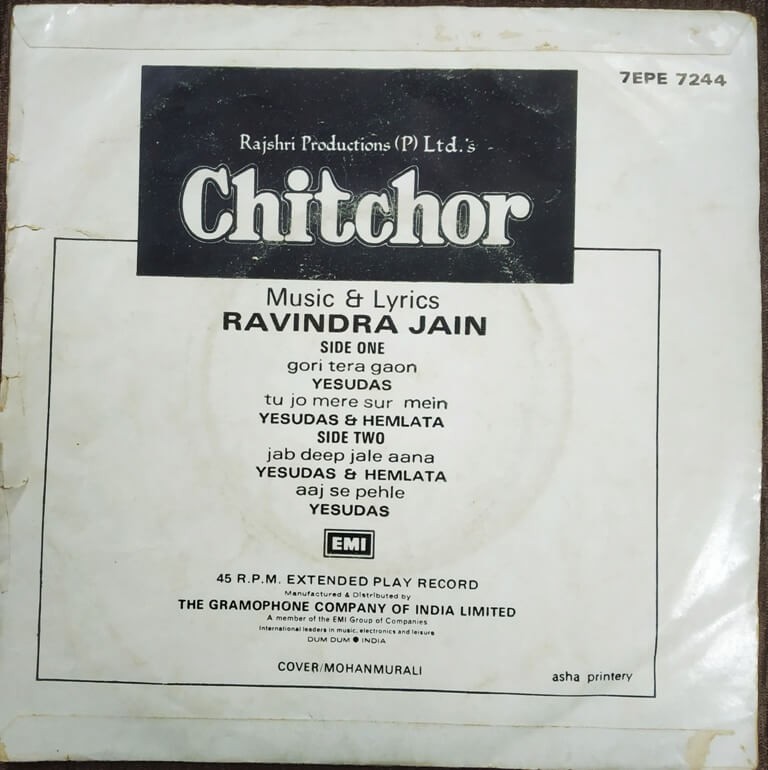 7EPE 7244
Rajshri Productions (P) Ltd.'s
Chitchor
Music & Lyrics
RAVINDRA JAIN
SIDE ONE
gori tera gaon
YESUDAS
tu jo mere sur mein
YESUDAS & HEMLATA
SIDE TWO
jab deep jale aana
YESUDAS & HEMLATA
aaj se pehle
YESUDAS
EMI
45 R.P.M. EXTENDED PLAY RECORD
Manufactured & Distributed by
THE GRAMOPHONE COMPANY OF INDIA LIMITED
A member of the EMI Group of Companies
International leaders in music, electronics and leisure
DUM DUM ● INDIA
COVER/MOHANMURALI
asha printery